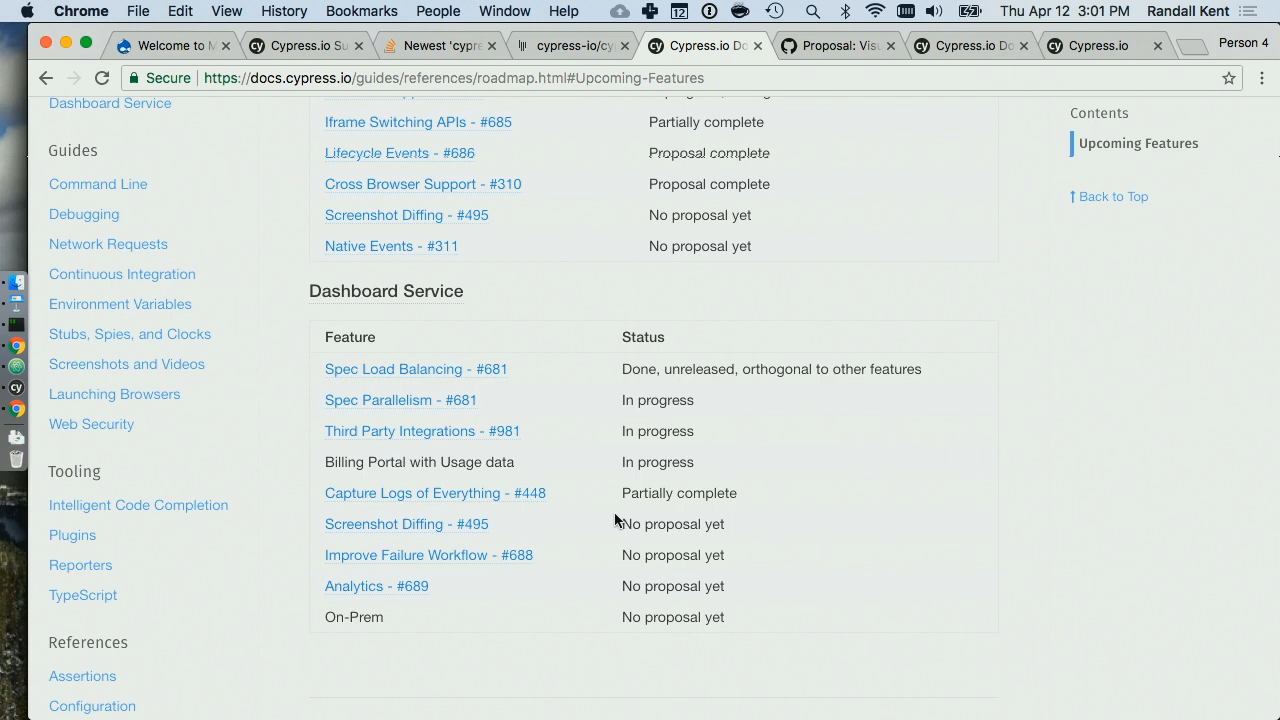 Chrome File Edit View History Bookmarks People Window Help Thu Apr 12 3:01 PM Randall Kent
Welcome to M Cypress.io Su Newest 'cypre cypress-io/cy Cypress.io Do Proposal: Visu Cypress.io Do Cypress.io Person 4
Secure https://docs.cypress.io/guides/references/roadmap.html#Upcoming-Features
Dashboard Service
Guides
Command Line
Debugging
Network Requests
Continuous Integration
Environment Variables
Stubs, Spies, and Clocks
Screenshots and Videos
Launching Browsers
Web Security
Tooling
Intelligent Code Completion
Plugins
Reporters
TypeScript
References
Assertions
Configuration
Iframe Switching APIs - #685 Partially complete
Lifecycle Events - #686 Proposal complete
Cross Browser Support - #310 Proposal complete
Screenshot Diffing - #495 No proposal yet
Native Events - #311 No proposal yet
Dashboard Service
Feature Status
Spec Load Balancing - #681 Done, unreleased, orthogonal to other features
Spec Parallelism - #681 In progress
Third Party Integrations - #981 In progress
Billing Portal with Usage data In progress
Capture Logs of Everything - #448 Partially complete
Screenshot Diffing - #495 No proposal yet
Improve Failure Workflow - #688 No proposal yet
Analytics - #689 No proposal yet
On-Prem No proposal yet
Contents
Upcoming Features
Back to Top